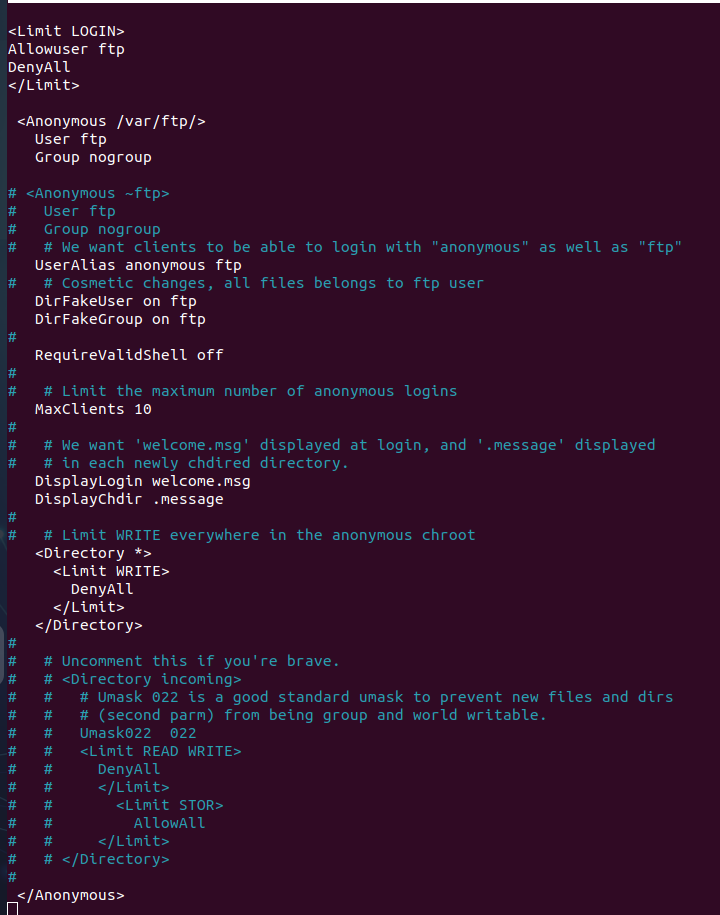 <Limit LOGIN>
Allowuser ftp
DenyAll
</Limit>

 <Anonymous /var/ftp/>
   User ftp
   Group nogroup

# <Anonymous ~ftp>
#   User ftp
#   Group nogroup
#   # We want clients to be able to login with "anonymous" as well as "ftp"
   UserAlias anonymous ftp
#   # Cosmetic changes, all files belongs to ftp user
   DirFakeUser on ftp
   DirFakeGroup on ftp
#
   RequireValidShell off
#
#   # Limit the maximum number of anonymous logins
   MaxClients 10
#
#   # We want 'welcome.msg' displayed at login, and '.message' displayed
#   # in each newly chdired directory.
   DisplayLogin welcome.msg
   DisplayChdir .message
#
#   # Limit WRITE everywhere in the anonymous chroot
   <Directory *>
     <Limit WRITE>
       DenyAll
     </Limit>
   </Directory>
#
#   # Uncomment this if you're brave.
#   # <Directory incoming>
#   #   # Umask 022 is a good standard umask to prevent new files and dirs
#   #   # (second parm) from being group and world writable.
#   #   Umask022  022
#   #   <Limit READ WRITE>
#   #     DenyAll
#   #     </Limit>
#   #       <Limit STOR>
#   #         AllowAll
#   #     </Limit>
#   # </Directory>
#
 </Anonymous>